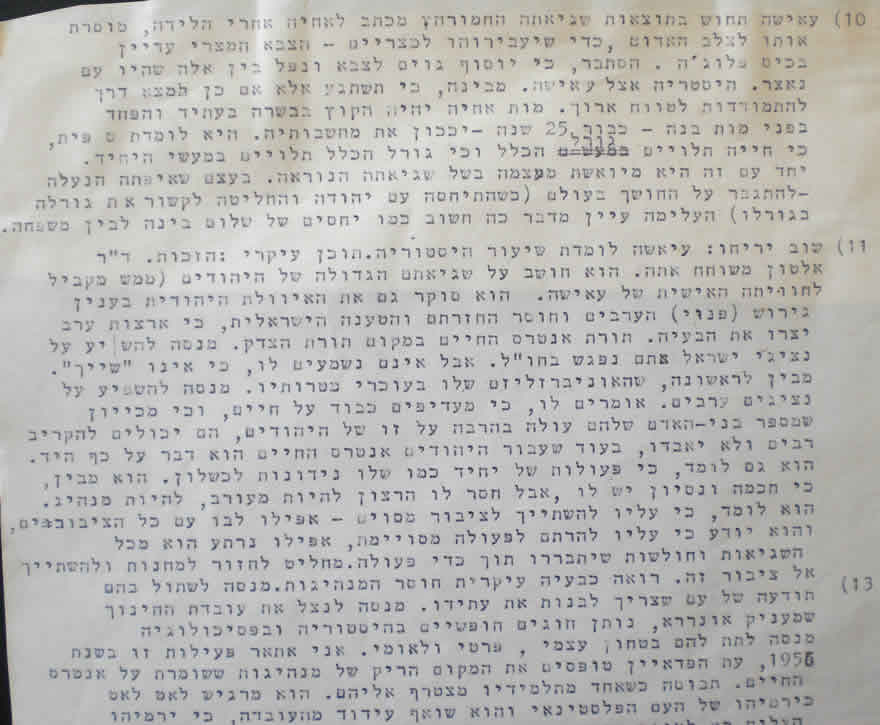 10) עאישה תחוש בתוצאות שגיאתה החמורה: מכתב לאחיה אחרי הלידה, מוסרת
אותו לצלב האדום, כדי שיעבירוהו למצריים - הצבא המצרי עדיין
בכיס פלוג'ה. הסתבר, כי יוסוף גוים לצבא ונפל בין אלה שהיו עם
נאצר. היסטריה אצל עאישה. מבינה, כי תשתגע אלא אם כן תמצא דרך
להתמודדות לטווח ארוך. מות אחיה יהיה הקוץ בבשרה בעתיד והפחד
בפני מות בנה - כבור 25 שנה - יכוון את מחשבותיה. היא לומדת
כי חייה תלויים גורל הכלל וכי גורל הכלל תלויים במעשי היחיד.
יחד עם זה היא מיואשת מעצמה בשל שגיאתה הנוראה. בעצם שאיפתה הנעלה
להתגבר על החושך בעולם (כשהתיחסה עם יהודה והחליטה לקשור את גורלה-
בגורלו) העלימה עיין מדבר כה חשוב כמו יחסים של שלום בינה לבין משפחה.
11) שוב יריחו: עיאשה לומדת שיעור היסטוריה.תוכן עיקרי :הזכות. ד"ר
אלטון משוחח אתה. הוא חושב על שגיאתם הגדולה של היהודים (ממש מקביל
לחוויתה האישית של עאישה. הוא סוקר גם את האיוולת היהודית בענין
גירוש (פנוי) הערבים וחוסר החזרתם והטענה הישראלית, כי ארצות ערב
יצרו את הבעיה. תורת אנטרס החיים במקום תורת הצדק. מנסה להשפיע על
נציגי ישראל אתם נפגש בחו"ל. אבל אינם נשמעים לו, כי אינו "שייך".
מבין לראשונה, שהאוניברזליזם שלו בעוכרי מטרותיו. מנסה להשפיע על
נציגים ערבים. אומרים לו, כי מעדיפים כבוד על חיים, וכי מכייון
שמספר בני-האדם שלהם עולה בהרבה על זו של היהודים, הם יכולים להקריב
רבים ולא יאבדו, בעוד שעבור היהודים אנטרס החיים הוא דבר על כף היד.
הוא גם לומד, כי פעולות של יחיד כמו שלו נידונות לכשלון. הוא מבין,
כי חכמה ונסיון יש לו ,אבל חסר לו הרצון להיות מעורב, להיות מנהיג.
הוא לומד, כי עליו להשתייך לציבור מסוים - אפילו לבו עם כל הציבורים,
והוא יודע כי עליו להרתם לפעולה מסויימת, אפילו נרתע הוא מכל
השגיאות וחולשות שיתבררו תוך כדי פעולה.מחליט לחזור למחנות ולהשתייך
אל ציבור זה. רואה כבעיה עיקרית חוסר המנהיגות.מנסה לשתול בהם
13) תודעה של עם שצריך לבנות את עתידו. מנסה לנצל את עובדת החינוך
שמעניק אונררא, נותן חוגים חופשיים בהיסטוריה ובפסיכולוגיה
מנסה לתת להם בטחון עצמי , פרטי ולאומי. אני אתאר פעילות זו בשנת
1956, עת הפדאיין טופסים את המקום הריק של מנהיגות ששומרת על אנטרס
החיים. תבוסה כשאחד מתלמידיו מצטרף אליהם. הוא מרגיש לאט לאט
כירמיהו של העם הפלסטינאי והוא שואף עידוד מהעובדה, כי ירמיהו